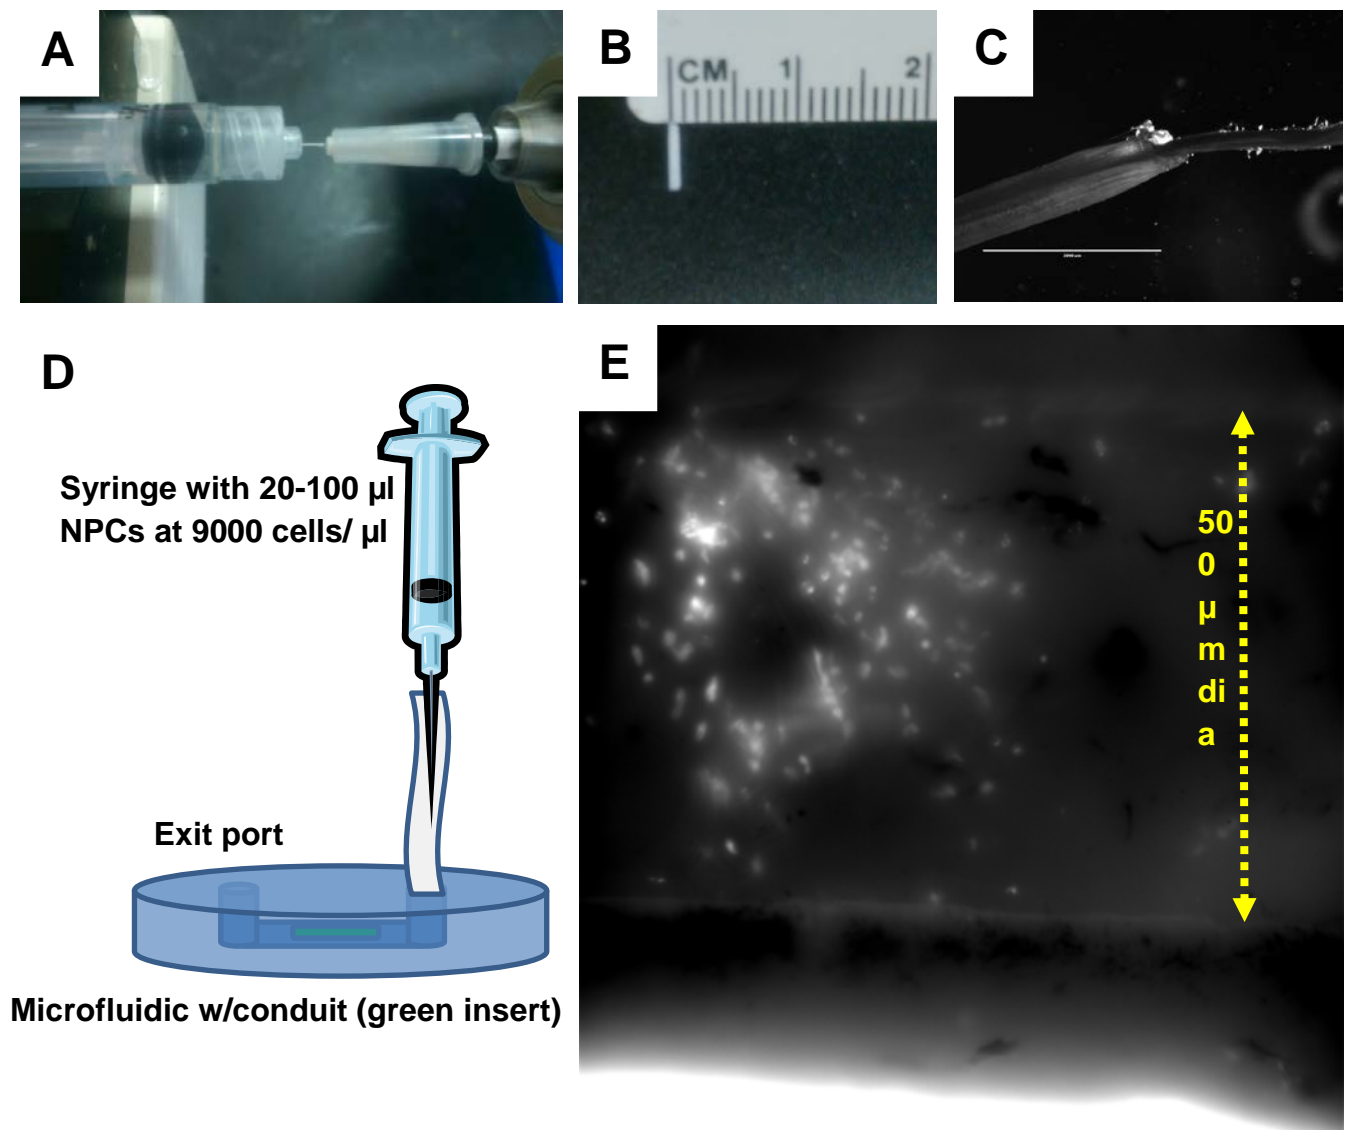 A
B
CM 1 2
C
D
Syringe with 20-100 µl
NPCs at 9000 cells/ µl
Exit port
Microfluidic w/conduit (green insert)
E
50
0
µ
m
di
a